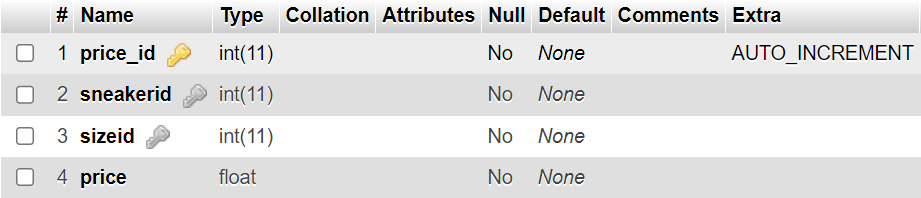 # Name Type Collation Attributes Null Default Comments Extra
1 price_id int(11) No None AUTO_INCREMENT
2 sneakerid int(11) No None
3 sizeid int(11) No None
4 price float No None